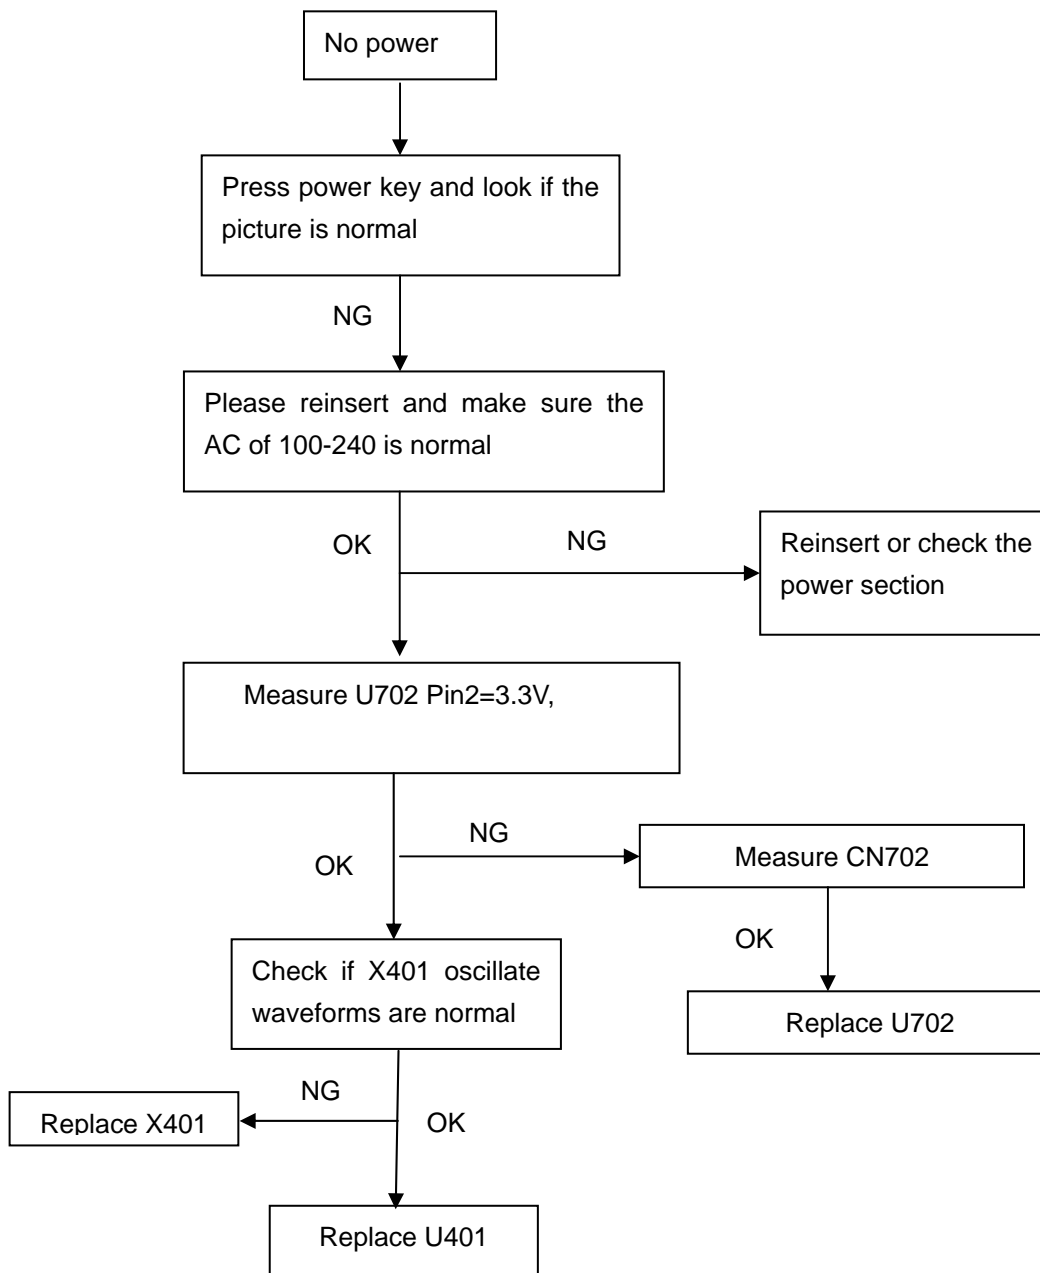 No power
Press power key and look if the
picture is normal
NG
Please reinsert and make sure the
AC of 100-240 is normal
OK
NG
Reinsert or check the
power section
Measure U702 Pin2=3.3V,
NG
OK
Measure CN702
OK
Check if X401 oscillate
waveforms are normal
Replace U702
NG
OK
Replace X401
Replace U401